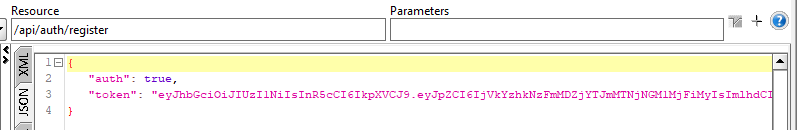 Resource Parameters
/api/auth/register
XML
JSON
1 {
2 "auth": true,
3 "token": "eyJhbGciOiJIUzI1NiIsInR5cCI6IkpXVCJ9.eyJpZCI6IjVkYzhkNzFmMDZjYTJmMTNjNGM1MjFiMyIsImlhdCI
4 }